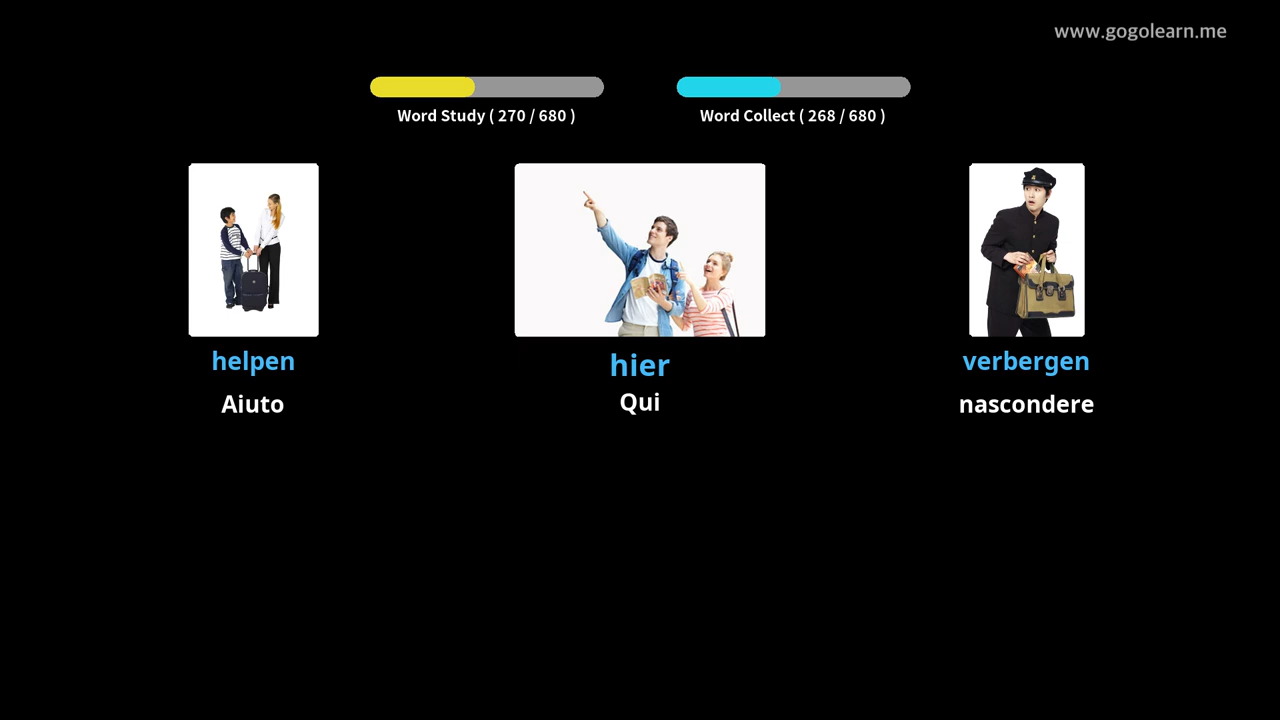 www.gogolearn.me
Word Study ( 270 / 680 )
Word Collect ( 268 / 680 )
helpen
Aiuto
hier
Qui
verbergen
nascondere